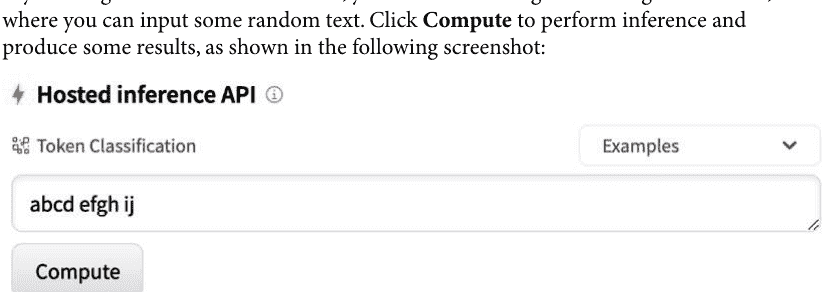 where you can input some random text. Click Compute to perform inference and
produce some results, as shown in the following screenshot:
Hosted inference API
Token Classification
Examples
abcd efgh ij
Compute